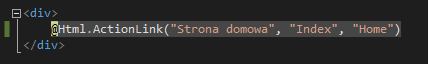 <div>
@Html.ActionLink("Strona domowa", "Index", "Home")
</div>